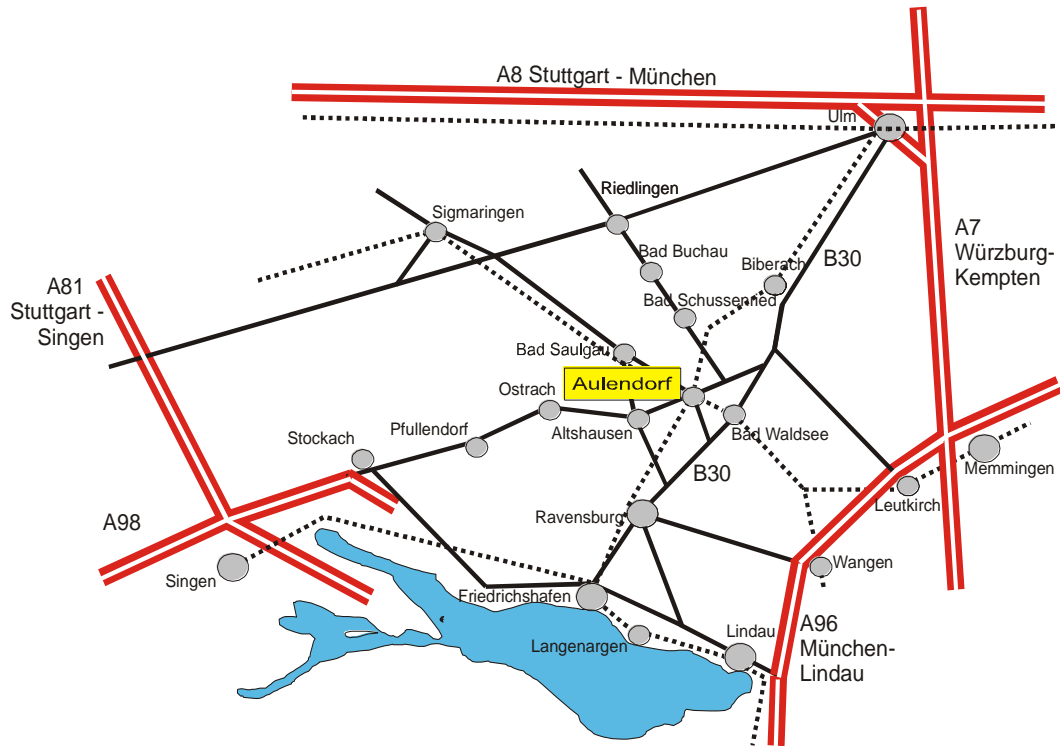 A8 Stuttgart - München
Ulm
Riedlingen
Sigmaringen
A7
Würzburg-
Kempten
Bad Buchau
Biberach
B30
A81
Stuttgart -
Singen
Bad Schussenried
Bad Saulgau
Aulendorf
Ostrach
Altshausen
Bad Waldsee
Pfullendorf
Stockach
Memmingen
B30
Leutkirch
A98
Ravensburg
Wangen
Singen
Friedrichshafen
Langenargen
Lindau
A96
München-
Lindau